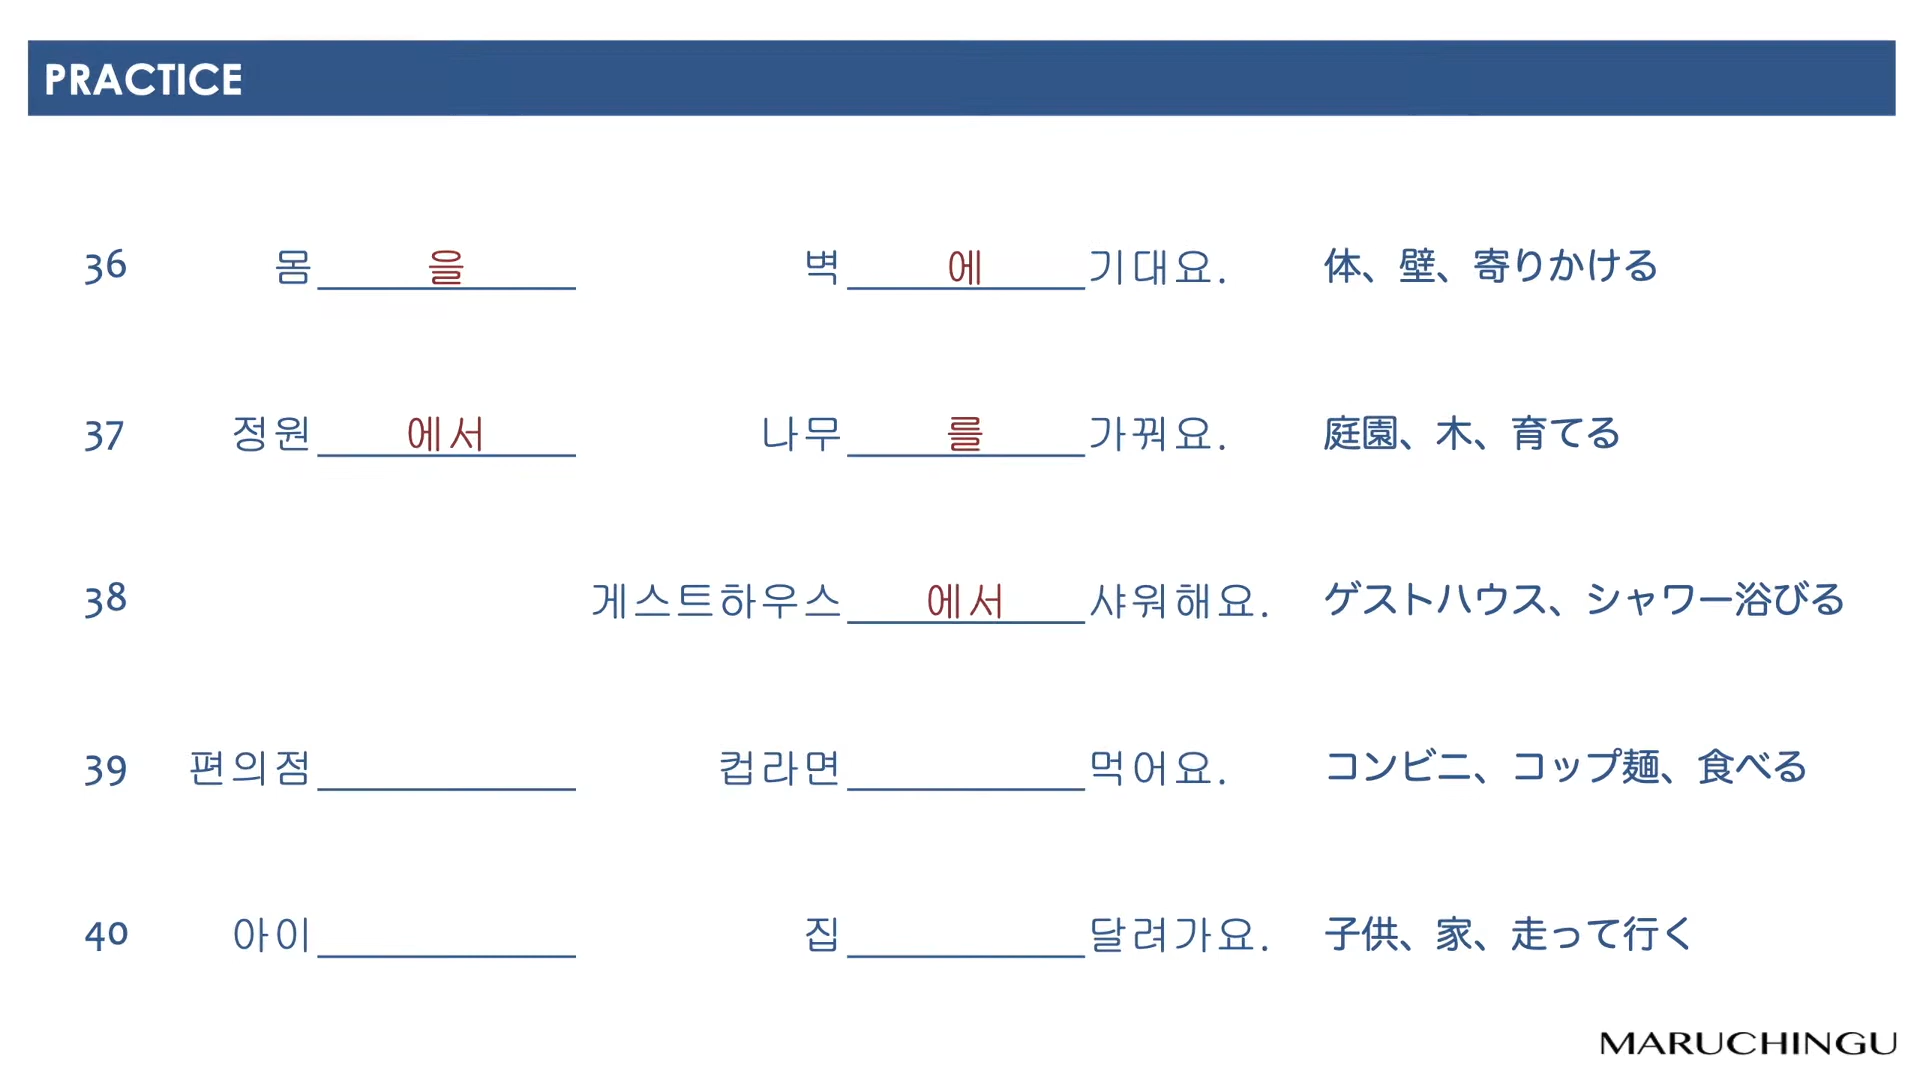 PRACTICE
36 몸 을 벽 에 기대요. 体、壁、寄りかける
37 정원 에서 나무 를 가꿔요. 庭園、木、育てる
38 게스트하우스 에서 샤워해요. ゲストハウス、シャワー浴びる
39 편의점 컵라면 먹어요. コンビニ、コップ麺、食べる
40 아이 집 달려가요. 子供、家、走って行く
MARUCHINGU